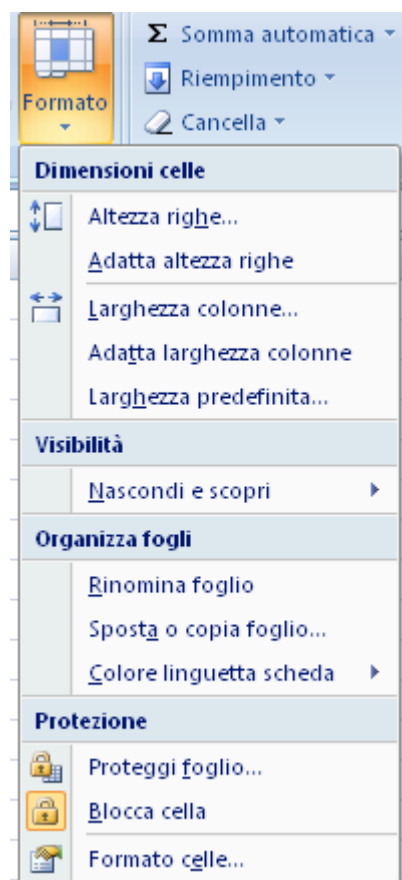 Σ Somma automatica
Riempimento
Formato
Cancella
Dimensioni celle
Altezza righe...
Adatta altezza righe
Larghezza colonne...
Adatta larghezza colonne
Larghezza predefinita...
Visibilità
Nascondi e scopri
Organizza fogli
Rinomina foglio
Sposta o copia foglio...
Colore linguetta scheda
Protezione
Proteggi foglio...
Blocca cella
Formato celle...